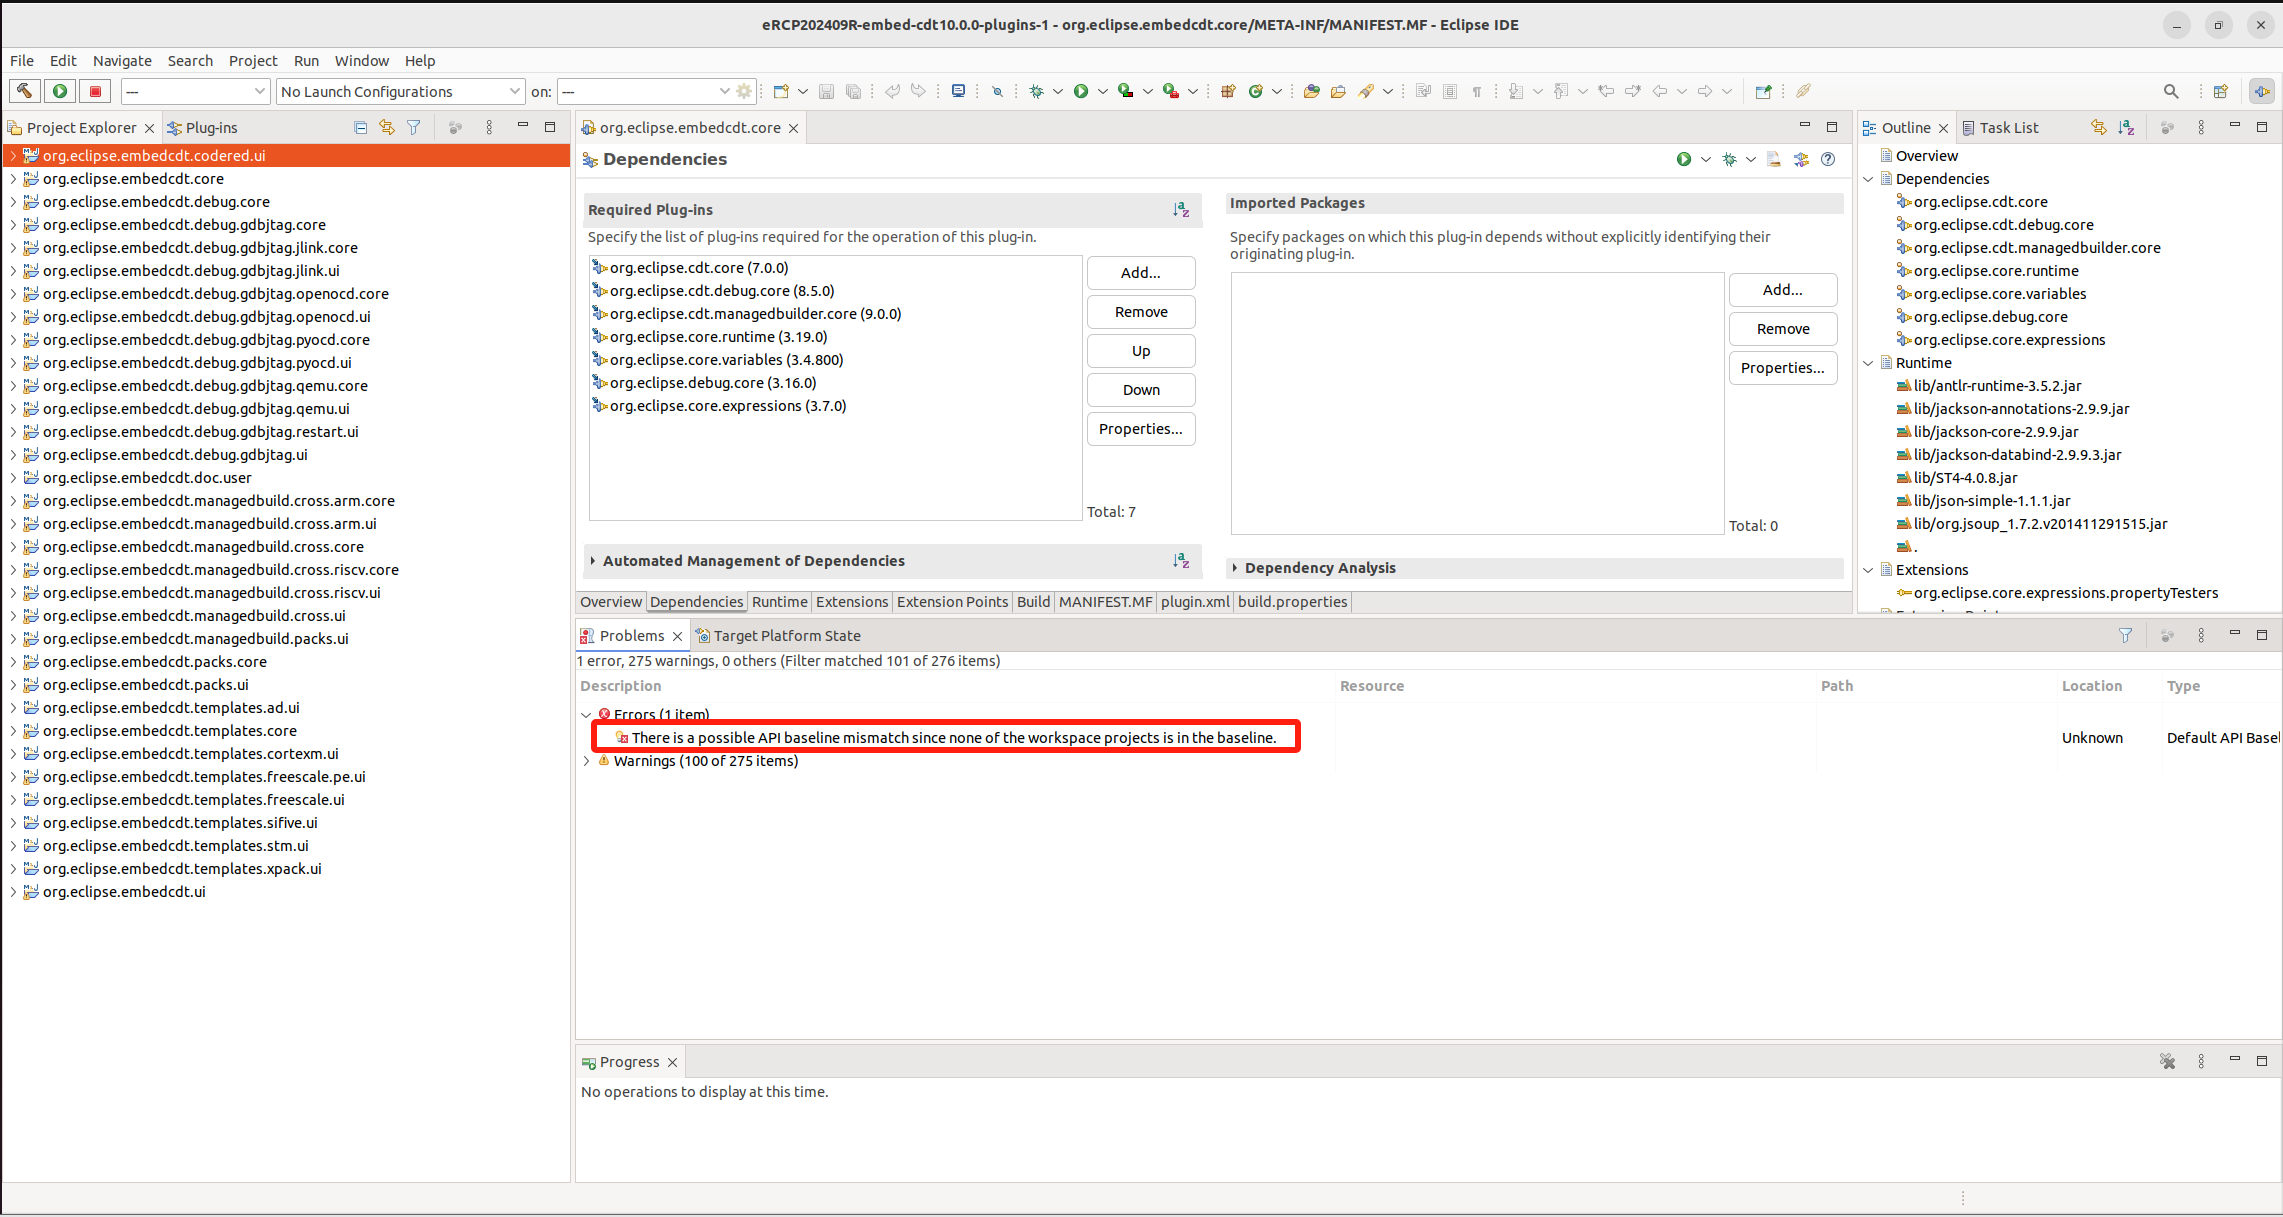 eRCP202409R-embed-cdt10.0.0-plugins-1 - org.eclipse.embedcdt.core/META-INF/MANIFEST.MF - Eclipse IDE
File Edit Navigate Search Project Run Window Help
--- No Launch Configurations on: ---
Project Explorer Plug-ins
org.eclipse.embedcdt.codered.ui
org.eclipse.embedcdt.core
org.eclipse.embedcdt.debug.core
org.eclipse.embedcdt.debug.gdbjtag.core
org.eclipse.embedcdt.debug.gdbjtag.jlink.core
org.eclipse.embedcdt.debug.gdbjtag.jlink.ui
org.eclipse.embedcdt.debug.gdbjtag.openocd.core
org.eclipse.embedcdt.debug.gdbjtag.openocd.ui
org.eclipse.embedcdt.debug.gdbjtag.pyocd.core
org.eclipse.embedcdt.debug.gdbjtag.pyocd.ui
org.eclipse.embedcdt.debug.gdbjtag.qemu.core
org.eclipse.embedcdt.debug.gdbjtag.qemu.ui
org.eclipse.embedcdt.debug.gdbjtag.restart.ui
org.eclipse.embedcdt.debug.gdbjtag.ui
org.eclipse.embedcdt.doc.user
org.eclipse.embedcdt.managedbuild.cross.arm.core
org.eclipse.embedcdt.managedbuild.cross.arm.ui
org.eclipse.embedcdt.managedbuild.cross.core
org.eclipse.embedcdt.managedbuild.cross.riscv.core
org.eclipse.embedcdt.managedbuild.cross.riscv.ui
org.eclipse.embedcdt.managedbuild.cross.ui
org.eclipse.embedcdt.managedbuild.packs.ui
org.eclipse.embedcdt.packs.core
org.eclipse.embedcdt.packs.ui
org.eclipse.embedcdt.templates.ad.ui
org.eclipse.embedcdt.templates.core
org.eclipse.embedcdt.templates.cortexm.ui
org.eclipse.embedcdt.templates.freescale.pe.ui
org.eclipse.embedcdt.templates.freescale.ui
org.eclipse.embedcdt.templates.sifive.ui
org.eclipse.embedcdt.templates.stm.ui
org.eclipse.embedcdt.templates.xpack.ui
org.eclipse.embedcdt.ui
org.eclipse.embedcdt.core
Dependencies
Required Plug-ins
Specify the list of plug-ins required for the operation of this plug-in.
org.eclipse.cdt.core (7.0.0)
org.eclipse.cdt.debug.core (8.5.0)
org.eclipse.cdt.managedbuilder.core (9.0.0)
org.eclipse.core.runtime (3.19.0)
org.eclipse.core.variables (3.4.800)
org.eclipse.debug.core (3.16.0)
org.eclipse.core.expressions (3.7.0)
Add...
Remove
Up
Down
Properties...
Total: 7
Automated Management of Dependencies
Imported Packages
Specify packages on which this plug-in depends without explicitly identifying their
originating plug-in.
Add...
Remove
Properties...
Total: 0
Dependency Analysis
Overview Dependencies Runtime Extensions Extension Points Build MANIFEST.MF plugin.xml build.properties
Outline Task List
Overview
Dependencies
org.eclipse.cdt.core
org.eclipse.cdt.debug.core
org.eclipse.cdt.managedbuilder.core
org.eclipse.core.runtime
org.eclipse.core.variables
org.eclipse.debug.core
org.eclipse.core.expressions
Runtime
lib/antlr-runtime-3.5.2.jar
lib/jackson-annotations-2.9.9.jar
lib/jackson-core-2.9.9.jar
lib/jackson-databind-2.9.9.3.jar
lib/ST4-4.0.8.jar
lib/json-simple-1.1.1.jar
lib/org.jsoup_1.7.2.v201411291515.jar
.
Extensions
org.eclipse.core.expressions.propertyTesters
Problems Target Platform State
1 error, 275 warnings, 0 others (Filter matched 101 of 276 items)
Description Resource Path Location Type
Errors (1 item)
There is a possible API baseline mismatch since none of the workspace projects is in the baseline. Unknown Default API Basel
Warnings (100 of 275 items)
Progress
No operations to display at this time.